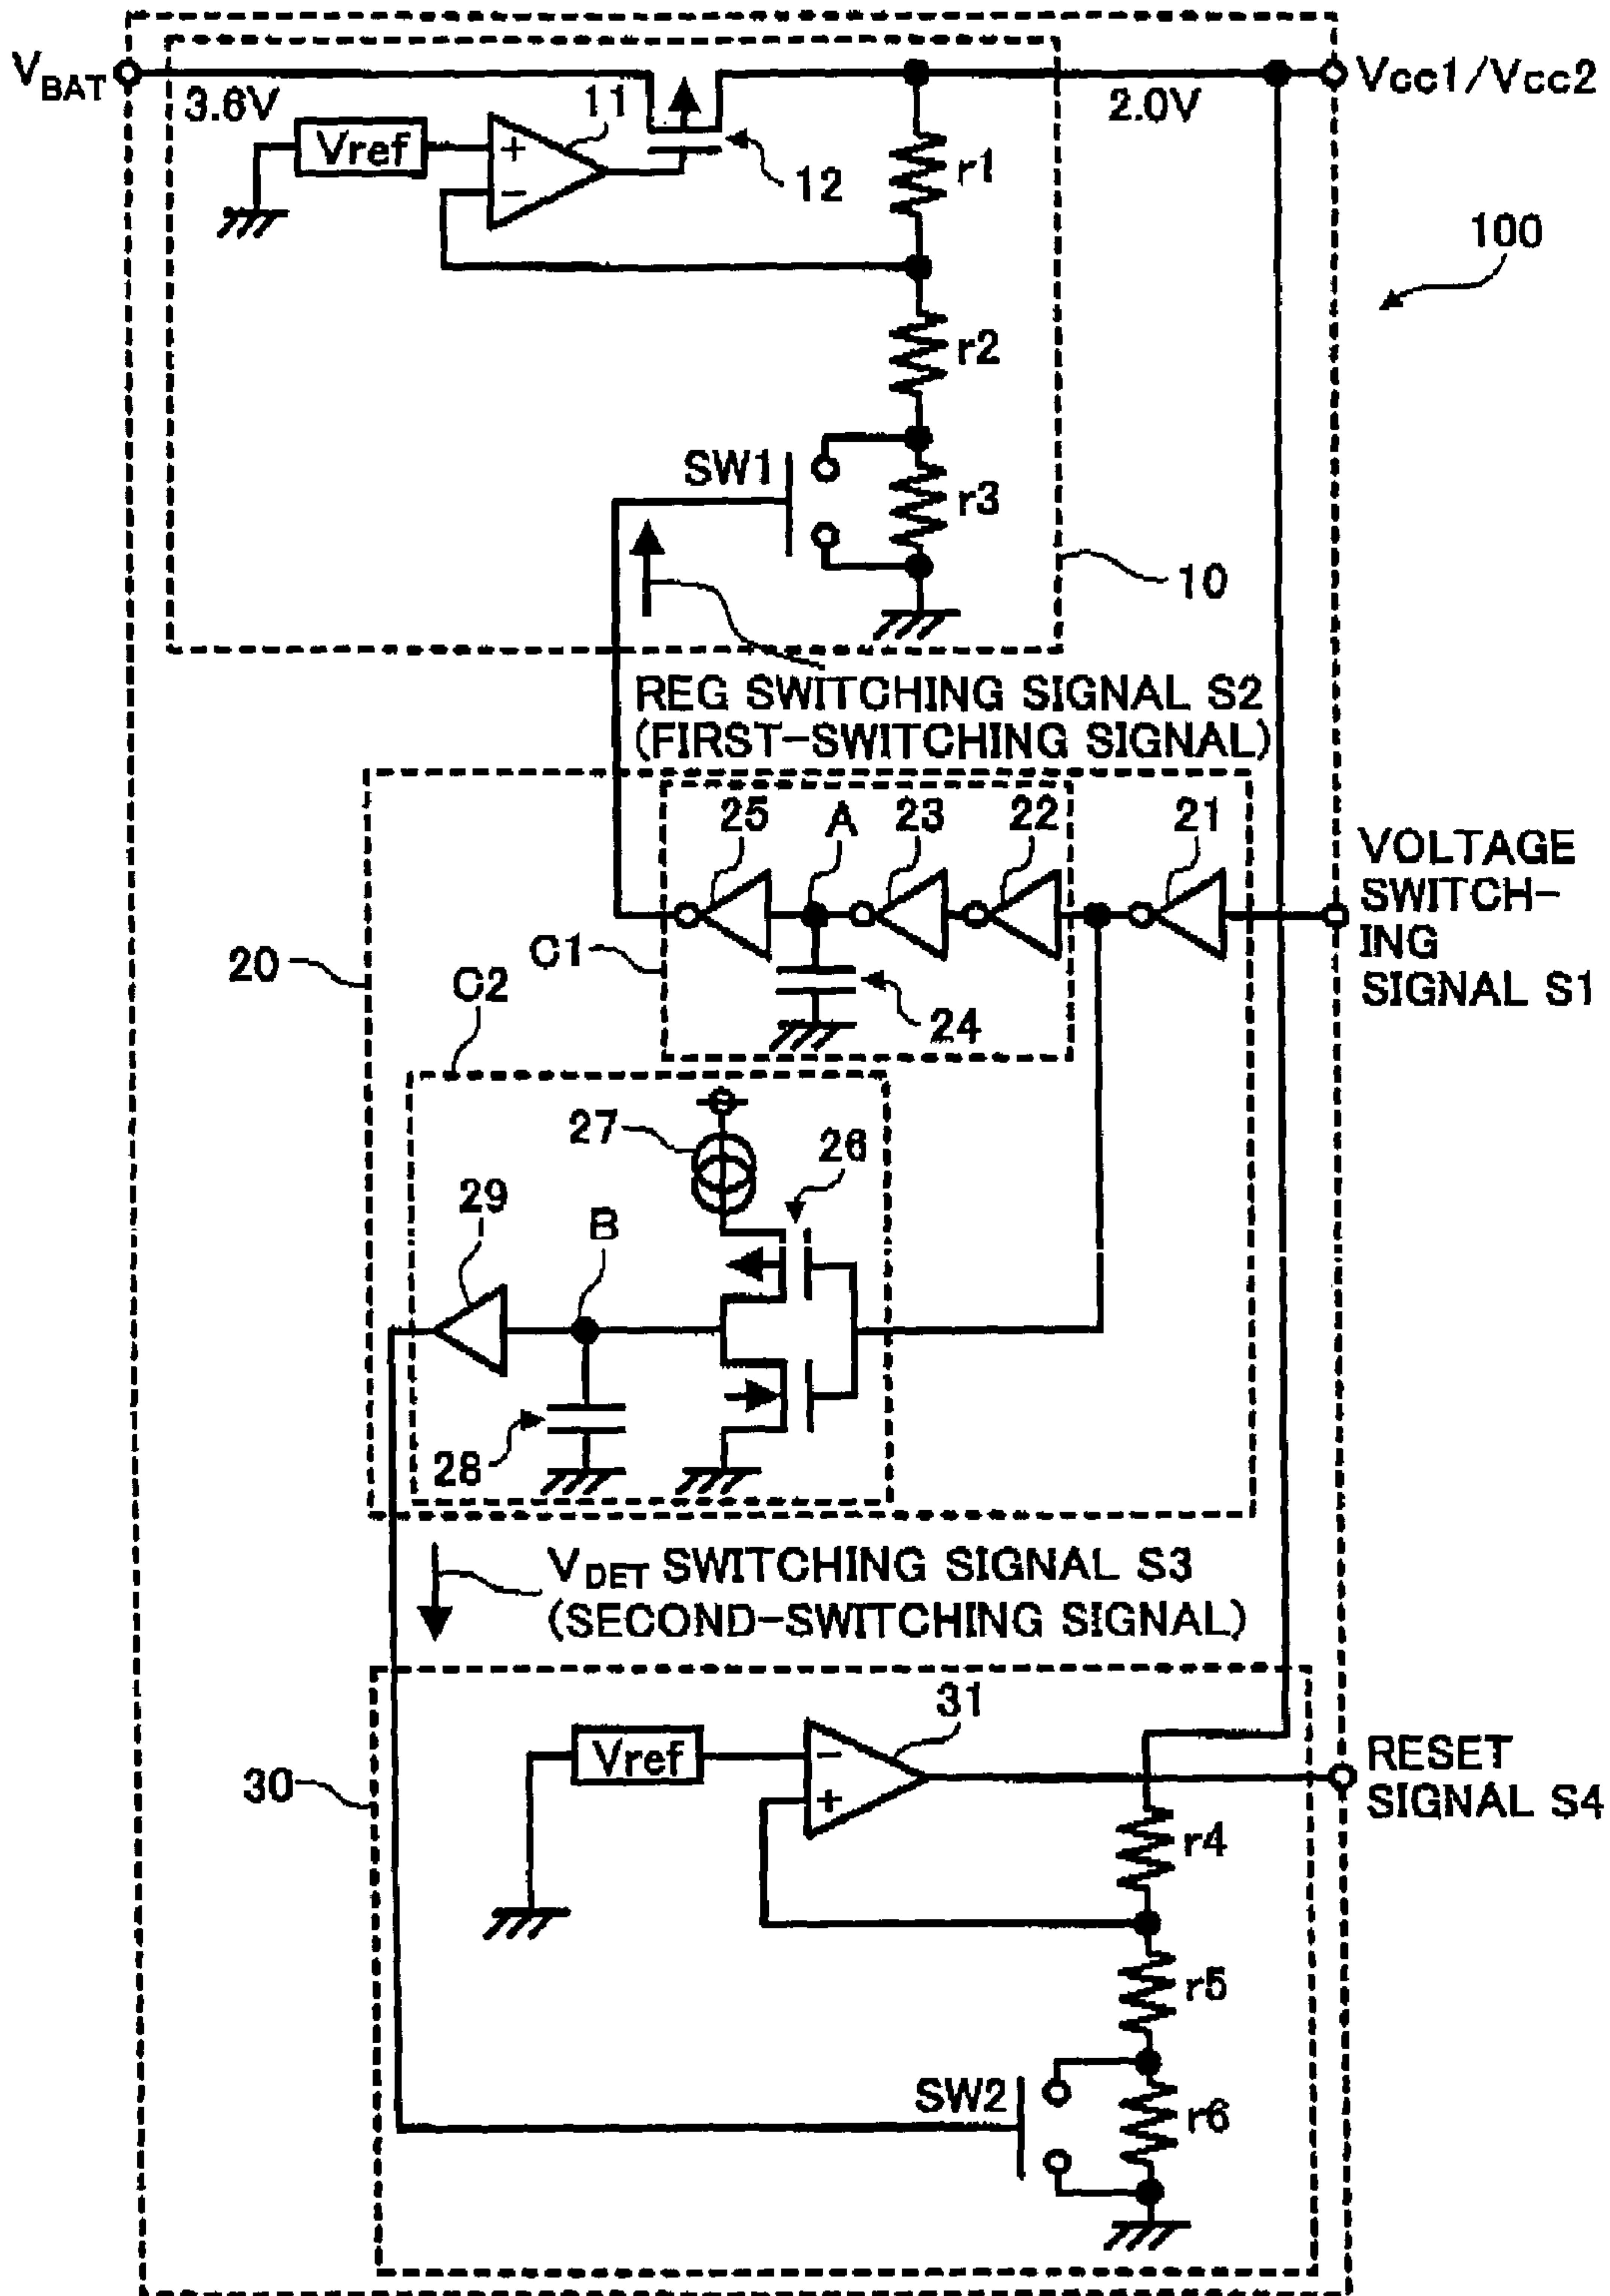 VBAT
3.6V
11
Vcc1/Vcc2
2.0V
Vref
+
−
12
r1
100
r2
SW1
r3
10
REG SWITCHING SIGNAL S2
(FIRST-SWITCHING SIGNAL)
25
A
23
22
21
VOLTAGE
SWITCH-
ING
SIGNAL S1
20
C1
24
C2
27
26
29
B
28
VDET SWITCHING SIGNAL S3
(SECOND-SWITCHING SIGNAL)
31
30
Vref
−
+
RESET
SIGNAL S4
r4
r5
SW2
r6